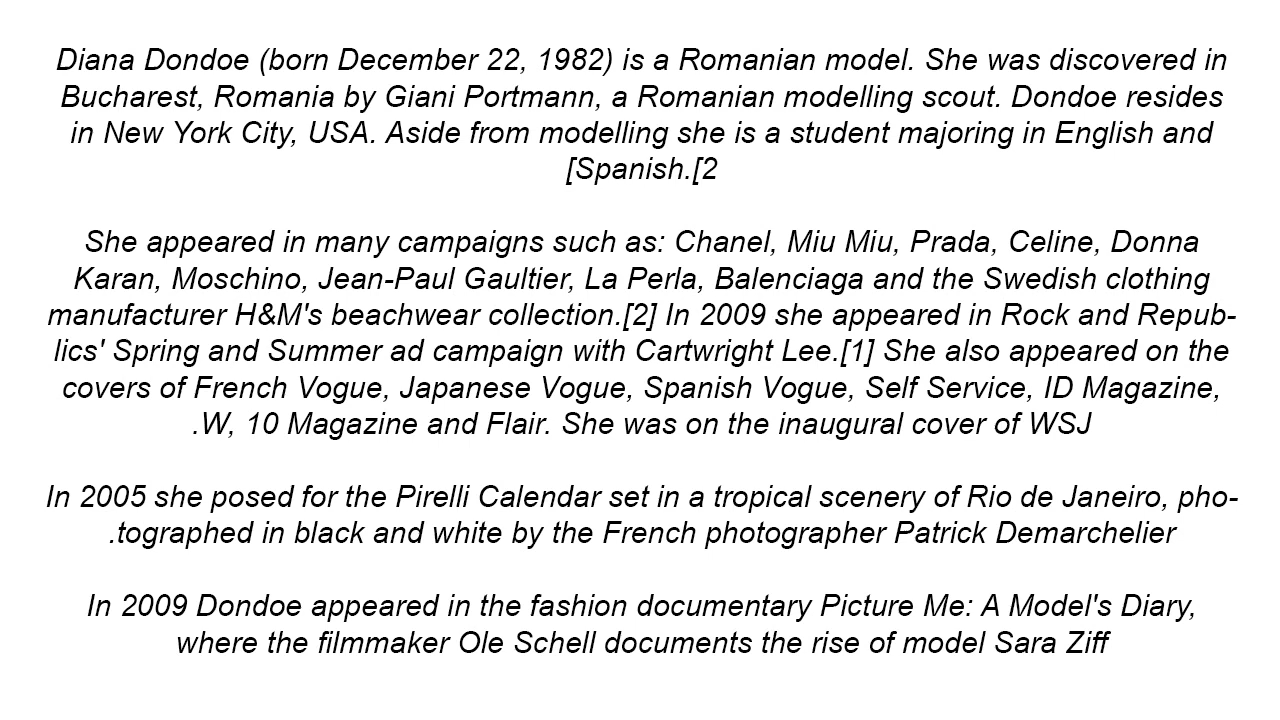 Diana Dondoe (born December 22, 1982) is a Romanian model. She was discovered in
Bucharest, Romania by Giani Portmann, a Romanian modelling scout. Dondoe resides
in New York City, USA. Aside from modelling she is a student majoring in English and
[Spanish.[2
She appeared in many campaigns such as: Chanel, Miu Miu, Prada, Celine, Donna
Karan, Moschino, Jean-Paul Gaultier, La Perla, Balenciaga and the Swedish clothing
manufacturer H&M's beachwear collection.[2] In 2009 she appeared in Rock and Repub-
lics' Spring and Summer ad campaign with Cartwright Lee.[1] She also appeared on the
covers of French Vogue, Japanese Vogue, Spanish Vogue, Self Service, ID Magazine,
.W, 10 Magazine and Flair. She was on the inaugural cover of WSJ
In 2005 she posed for the Pirelli Calendar set in a tropical scenery of Rio de Janeiro, pho-
.tographed in black and white by the French photographer Patrick Demarchelier
In 2009 Dondoe appeared in the fashion documentary Picture Me: A Model's Diary,
where the filmmaker Ole Schell documents the rise of model Sara Ziff